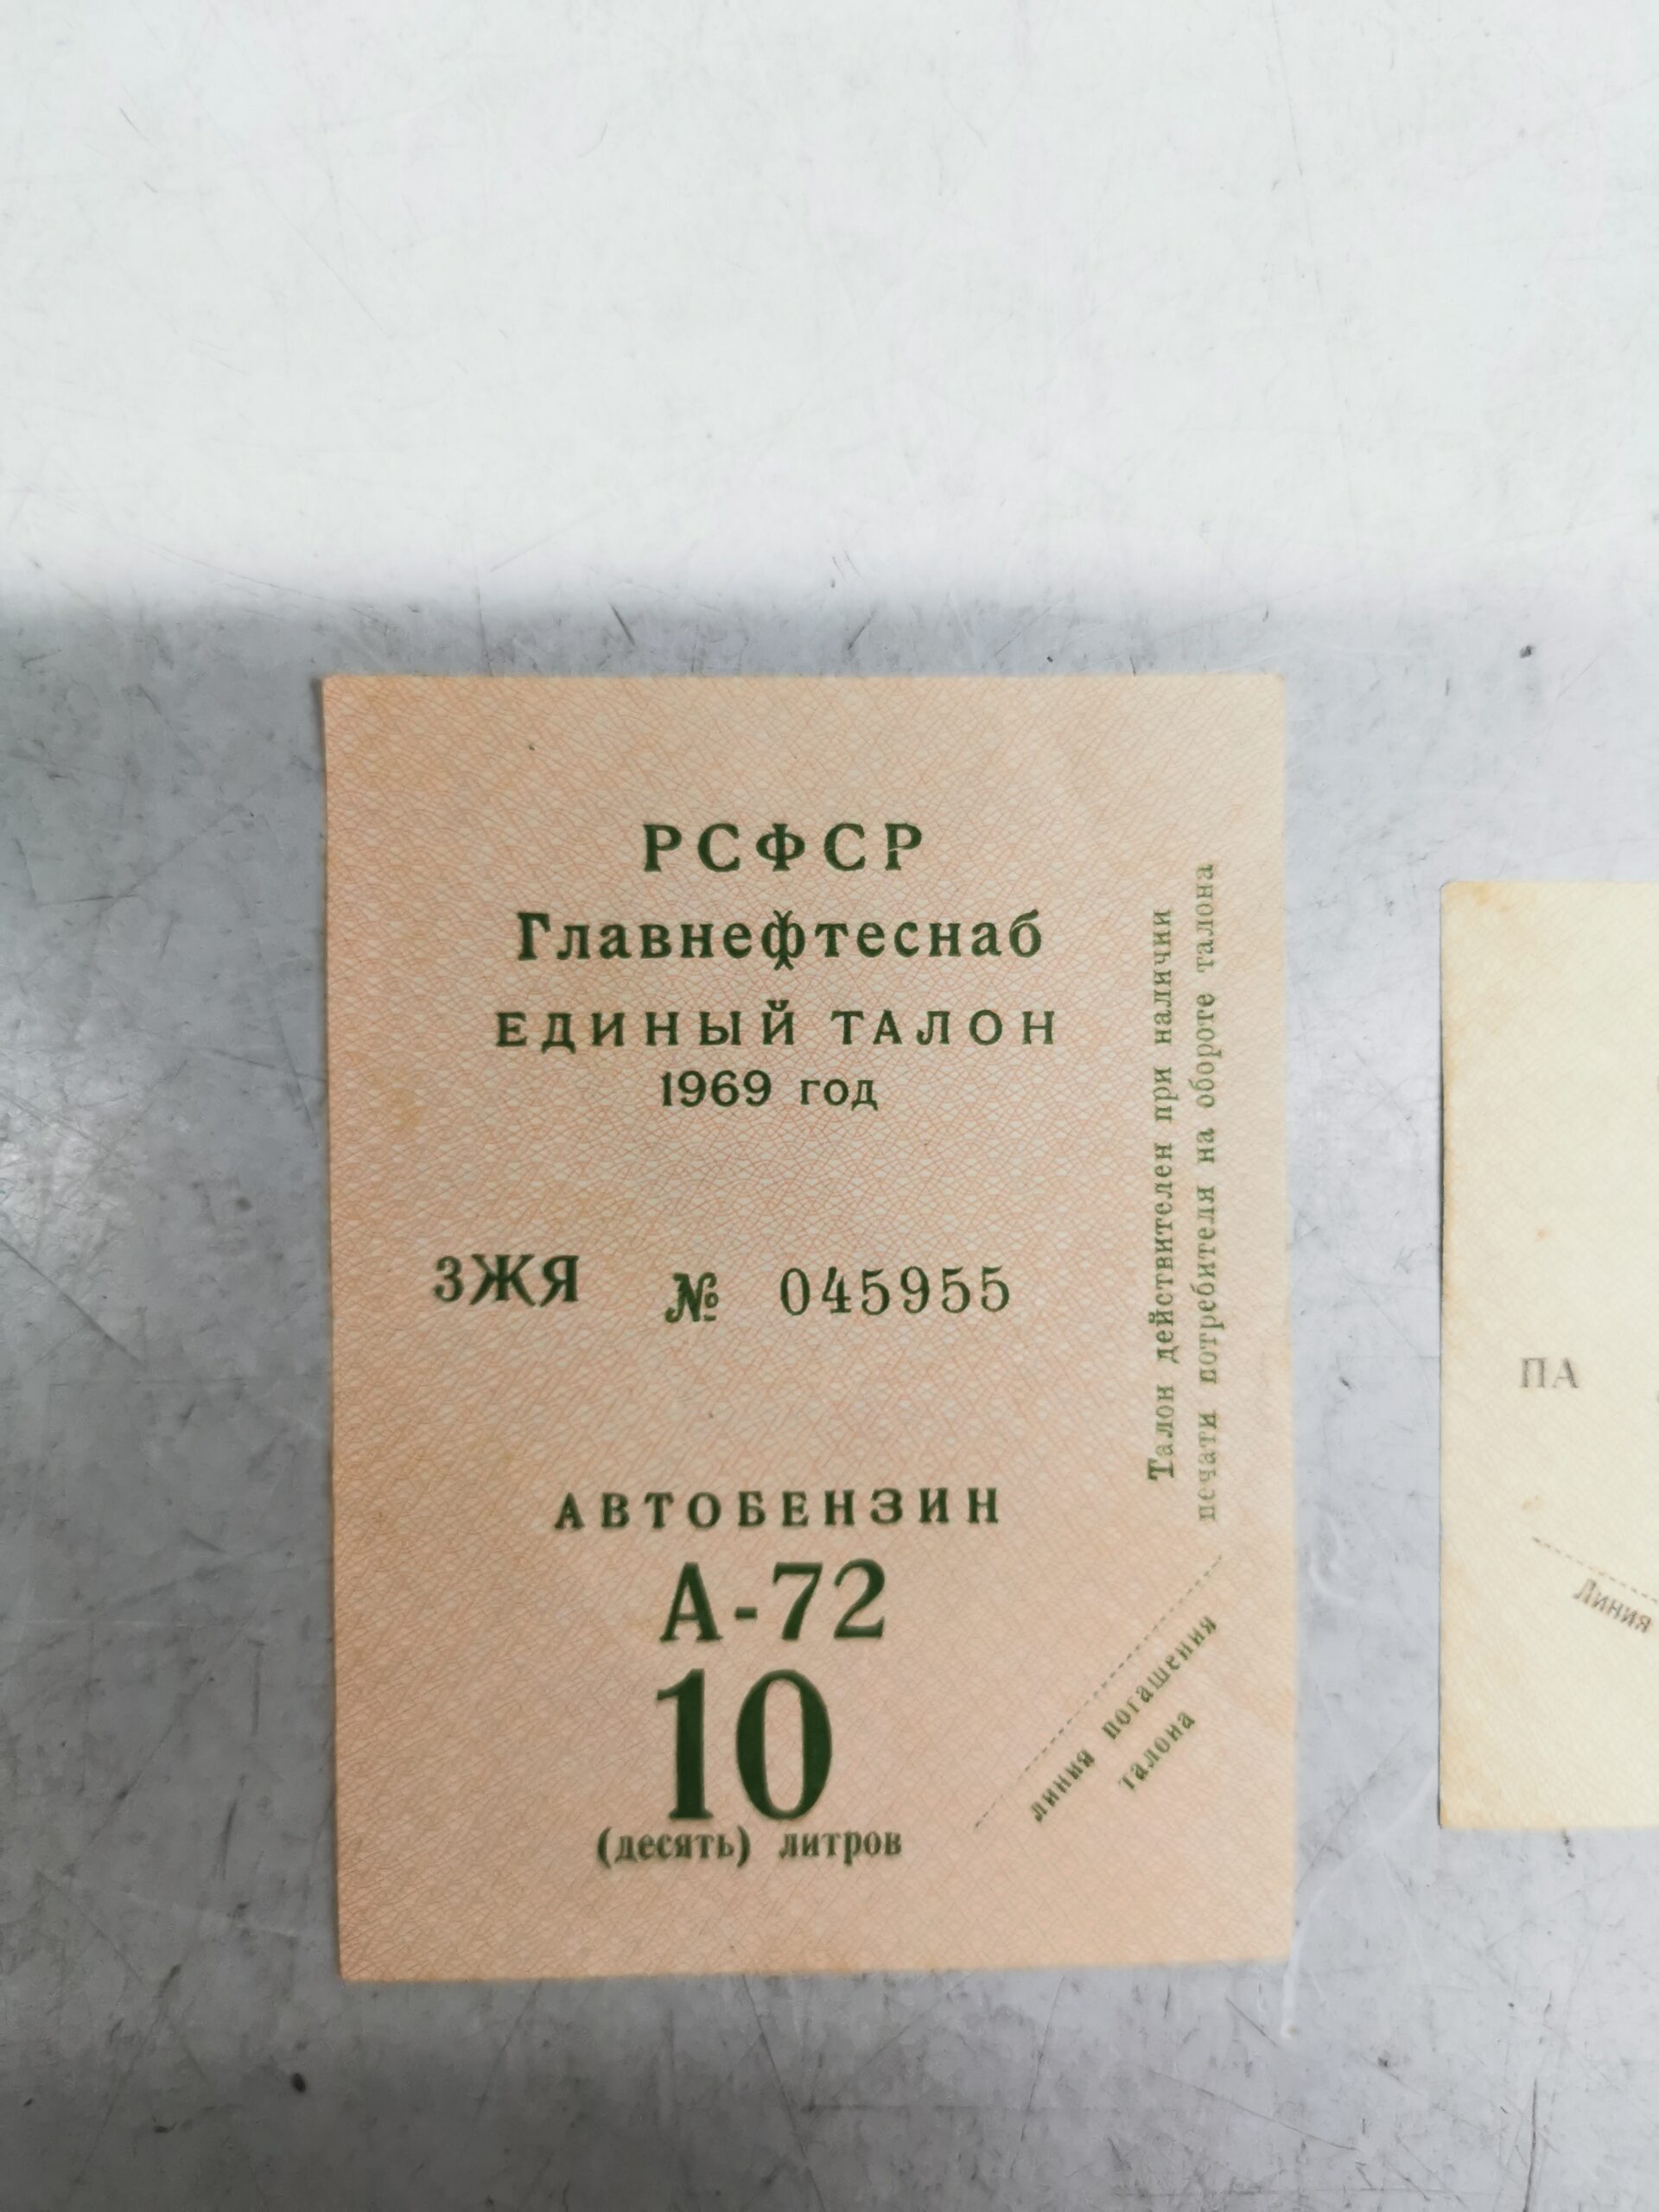 РСФСР
Главнефтеснаб
ЕДИНЫЙ ТАЛОН
1969 год
ЗЖЯ № 045955
АВТОБЕНЗИН
А-72
10
(десять) литров
Талон действителен при наличии
печати потребителя на обороте талона
линия погашения
талона
ПА
Линия